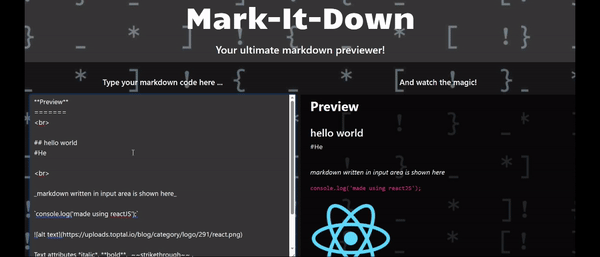 Mark-It-Down
Your ultimate markdown previewer!
Type your markdown code here ...
And watch the magic!
**Preview**
=======
<br>
## hello world
#He
<br>
_markdown written in input area is shown here_
`console.log('made using reactJS');`
![alt text](https://uploads.toptal.io/blog/category/logo/291/react.png)
Text attributes *italic*, **bold**, ~~strikethrough~~ .
Preview
hello world
#He
markdown written in input area is shown here
console.log('made using reactJS');